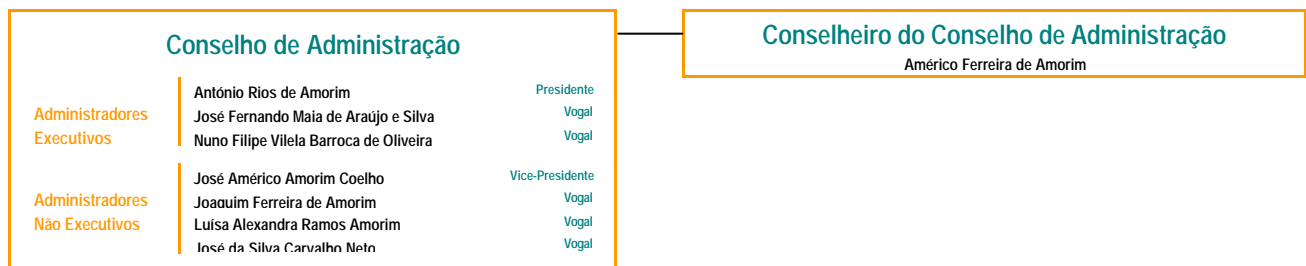 Conselho de Administração
Administradores Executivos
António Rios de Amorim Presidente
José Fernando Maia de Araújo e Silva Vogal
Nuno Filipe Vilela Barroca de Oliveira Vogal
Administradores Não Executivos
José Américo Amorim Coelho Vice-Presidente
Joaquim Ferreira de Amorim Vogal
Luísa Alexandra Ramos Amorim Vogal
José da Silva Carvalho Neto Vogal
Conselheiro do Conselho de Administração
Américo Ferreira de Amorim